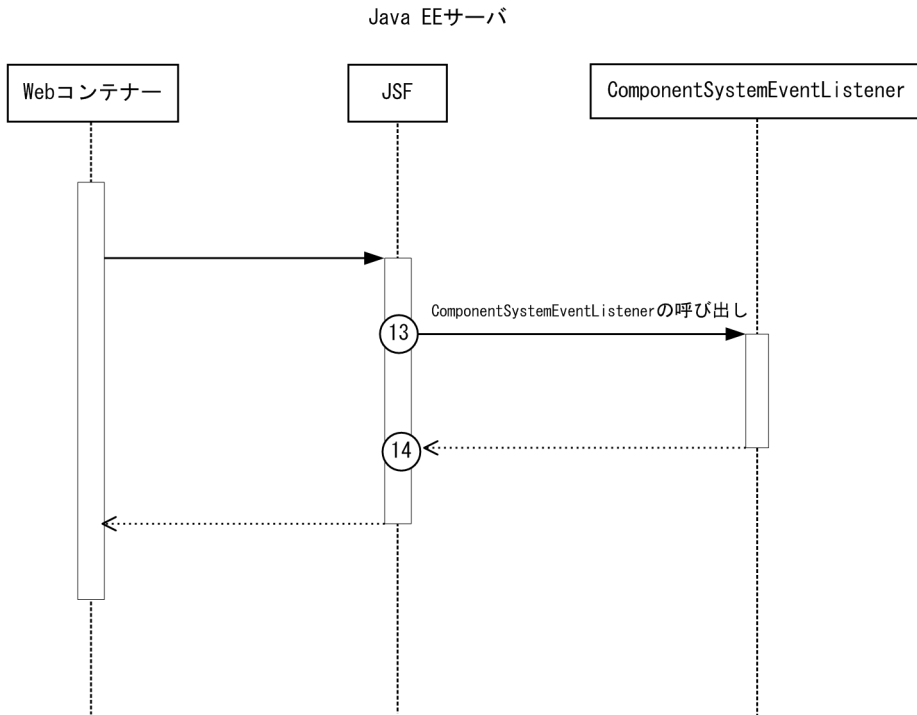 Java EEサーバ
Webコンテナー
JSF
ComponentSystemEventListener
ComponentSystemEventListenerの呼び出し
13
14